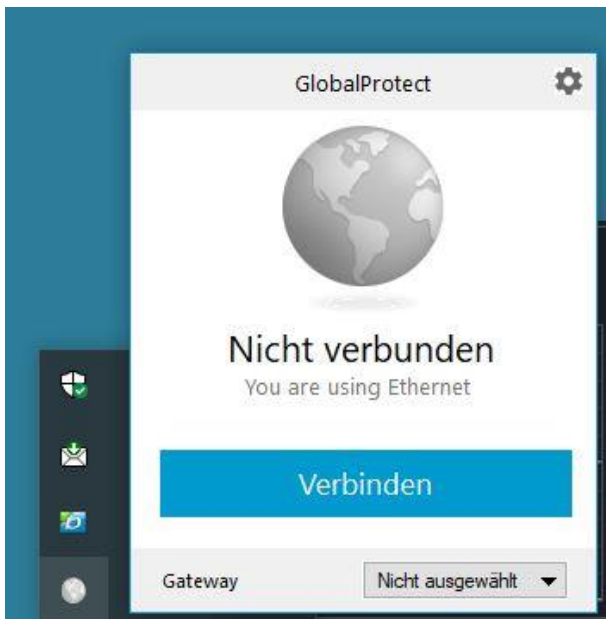 GlobalProtect
Nicht verbunden
You are using Ethernet
Verbinden
Gateway Nicht ausgewählt